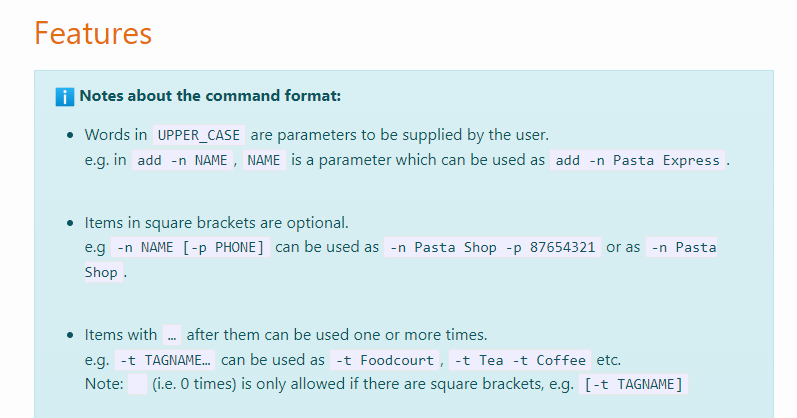 Features
i Notes about the command format:
• Words in UPPER_CASE are parameters to be supplied by the user.
e.g. in add -n NAME , NAME is a parameter which can be used as add -n Pasta Express .
• Items in square brackets are optional.
e.g -n NAME [-p PHONE] can be used as -n Pasta Shop -p 87654321 or as -n Pasta
Shop .
• Items with … after them can be used one or more times.
e.g. -t TAGNAME… can be used as -t Foodcourt , -t Tea -t Coffee etc.
Note:   (i.e. 0 times) is only allowed if there are square brackets, e.g. [-t TAGNAME]